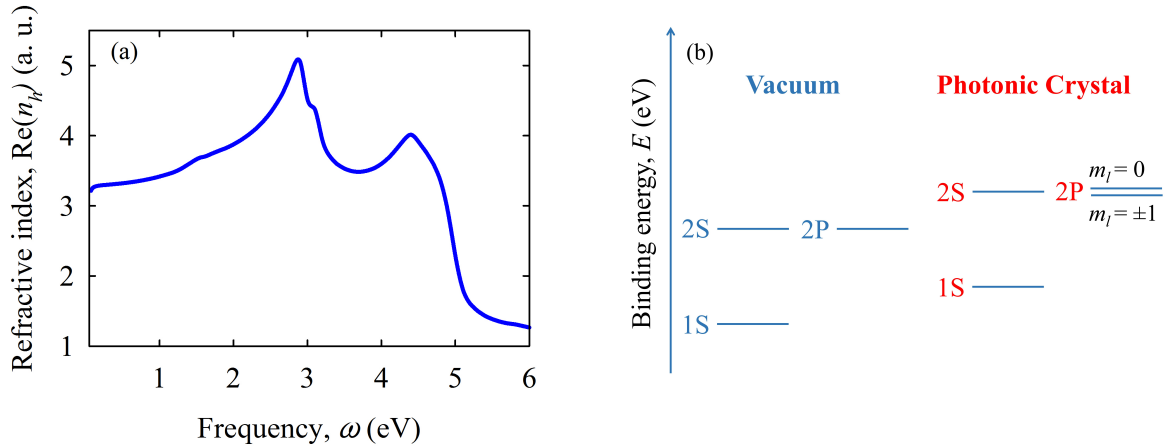 (a)
Refractive index, Re(n_h) (a. u.)
5
4
3
2
1
1 2 3 4 5 6
Frequency, ω (eV)
(b)
Binding energy, E (eV)
Vacuum Photonic Crystal
m_l = 0
2S 2P
m_l = ±1
2S 2P
1S
1S